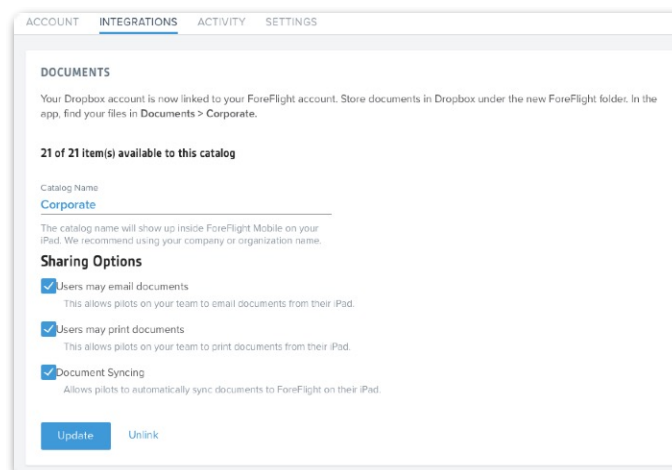 ACCOUNT INTEGRATIONS ACTIVITY SETTINGS
DOCUMENTS
Your Dropbox account is now linked to your ForeFlight account. Store documents in Dropbox under the new ForeFlight folder. In the
app, find your files in Documents > Corporate.
21 of 21 item(s) available to this catalog
Catalog Name
Corporate
The catalog name will show up inside ForeFlight Mobile on your
iPad. We recommend using your company or organization name.
Sharing Options
Users may email documents
This allows pilots on your team to email documents from their iPad.
Users may print documents
This allows pilots on your team to print documents from their iPad.
Document Syncing
Allows pilots to automatically sync documents to ForeFlight on their iPad.
Update Unlink